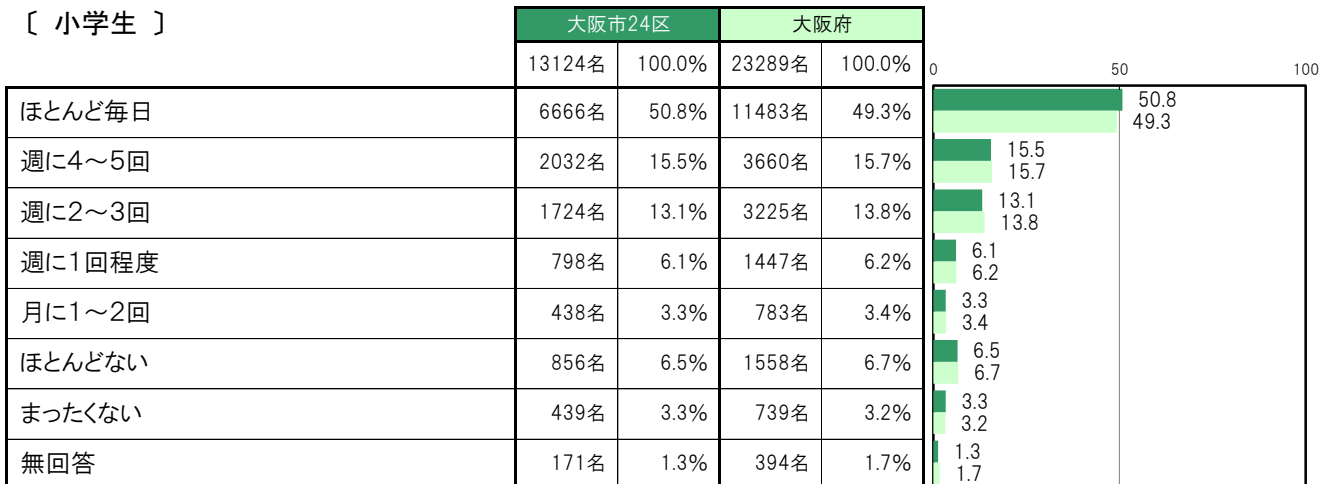 〔 小学生 〕
大阪市24区 大阪府
13124名 100.0% 23289名 100.0%
0 50 100
ほとんど毎日 6666名 50.8% 11483名 49.3% 50.8
49.3
週に4～5回 2032名 15.5% 3660名 15.7% 15.5
15.7
週に2～3回 1724名 13.1% 3225名 13.8% 13.1
13.8
週に1回程度 798名 6.1% 1447名 6.2% 6.1
6.2
月に1～2回 438名 3.3% 783名 3.4% 3.3
3.4
ほとんどない 856名 6.5% 1558名 6.7% 6.5
6.7
まったくない 439名 3.3% 739名 3.2% 3.3
3.2
無回答 171名 1.3% 394名 1.7% 1.3
1.7